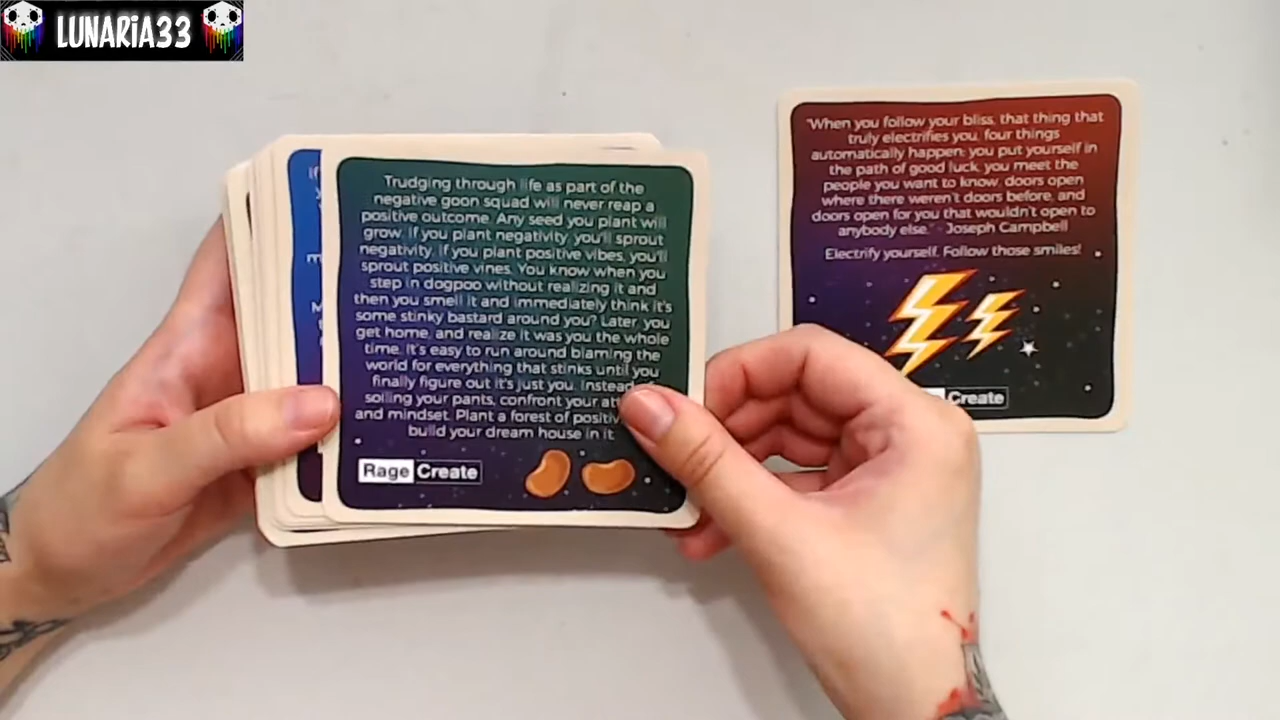 LUNARIA33
Trudging through life as part of the
negative goon squad will never reap a
positive outcome. Any seed you plant will
grow. If you plant negativity, you'll sprout
negativity. If you plant positive vibes, you'll
sprout positive vines. You know when you
step in dogpoo without realizing it and
then you smell it and immediately think it's
some stinky bastard around you? Later you
get home, and realize it was you the whole
time. It's easy to run around blaming the
world for everything that stinks until you
finally figure out it's just you. Instead
soiling your pants, confront your
and mindset. Plant a forest of
build your dream house in it
Rage Create
"When you follow your bliss, that thing that
truly electrifies you, four things
automatically happen: you put yourself in
the path of good luck, you meet the
people you want to know, doors open
where there weren't doors before, and
doors open for you that wouldn't open to
anybody else." - Joseph Campbell
Electrify yourself. Follow those smiles!
Create